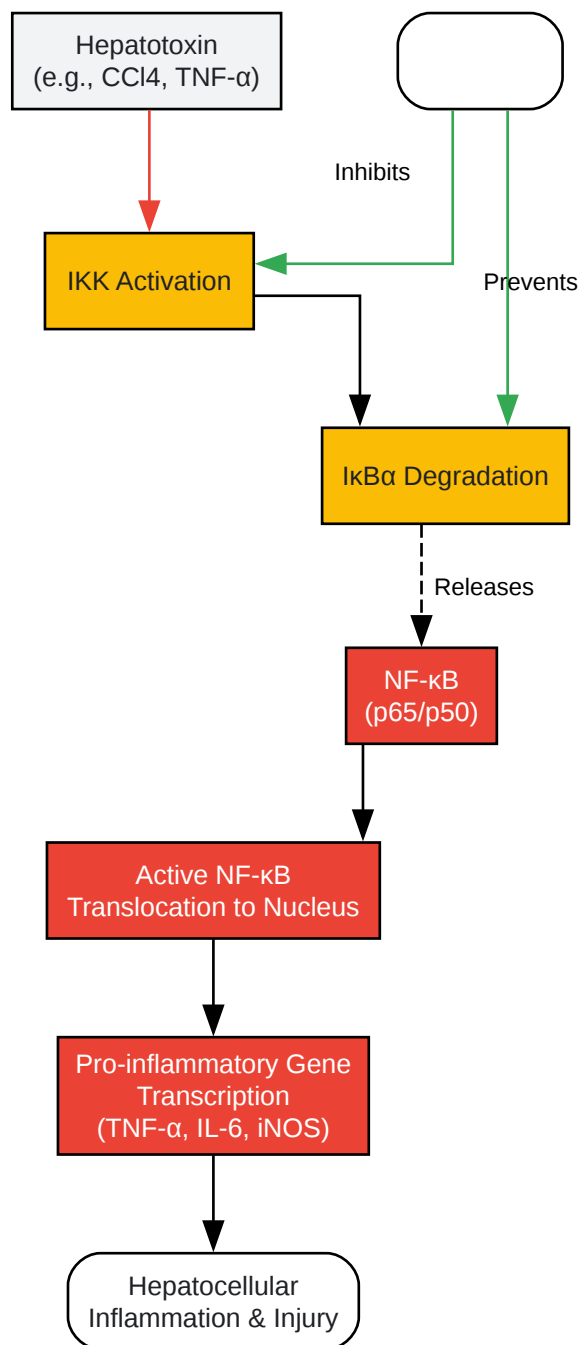 Hepatotoxin
(e.g., CCl4, TNF-α)
Inhibits
IKK Activation
Prevents
IκBα Degradation
Releases
NF-κB
(p65/p50)
Active NF-κB
Translocation to Nucleus
Pro-inflammatory Gene
Transcription
(TNF-α, IL-6, iNOS)
Hepatocellular
Inflammation & Injury